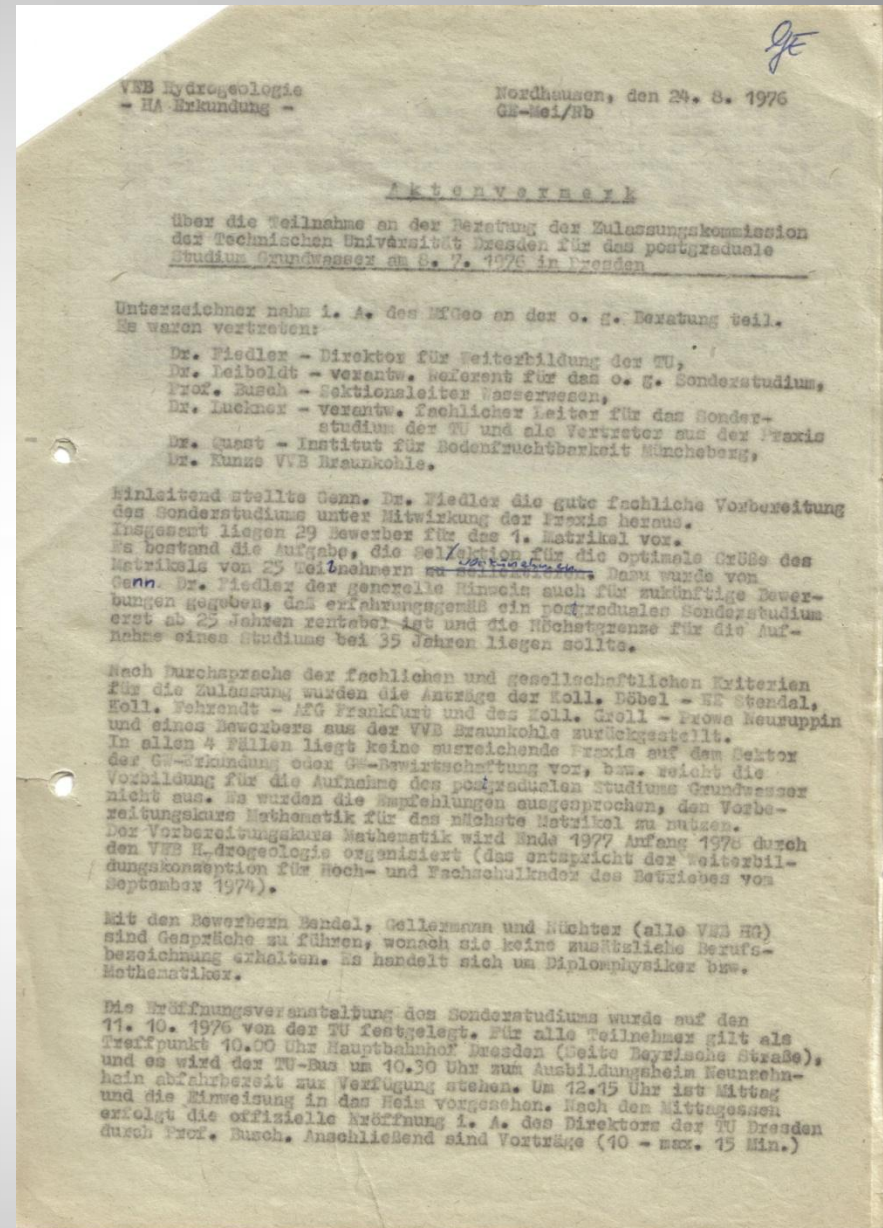 GE
VEB Hydrogeologie
- HA Erkundung -
Nordhausen, den 24. 8. 1976
GE-Mei/Rb
A k t e n v e r m e r k
über die Teilnahme an der Beratung der Zulassungskommission
der Technischen Universität Dresden für das postgraduale
Studium Grundwasser am 8. 7. 1976 in Dresden
Unterzeichner nahm i. A. des MfGeo an der o. g. Beratung teil.
Es waren vertreten:
Dr. Fiedler - Direktor für Weiterbildung der TU,
Dr. Leiboldt - verantw. Referent für das o. g. Sonderstudium,
Prof. Busch - Sektionsleiter Wasserwesen,
Dr. Luckner - verantw. fachlicher Leiter für das Sonder-
studium der TU und als Vertreter aus der Praxis
Dr. Quast - Institut für Bodenfruchtbarkeit Müncheberg,
Dr. Kunze VVB Braunkohle.
Einleitend stellte Genn. Dr. Fiedler die gute fachliche Vorbereitung
des Sonderstudiums unter Mitwirkung der Praxis heraus.
Insgesamt liegen 29 Bewerber für das 1. Matrikel vor.
Es bestand die Aufgabe, die Selektion für die optimale Größe des
Matrikels von 25 Teilnehmern vorzunehmen. Dazu wurde von
Genn. Dr. Fiedler der generelle Hinweis auch für zukünftige Bewer-
bungen gegeben, daß erfahrungsgemäß ein postgraduales Sonderstudium
erst ab 25 Jahren rentabel ist und die Höchstgrenze für die Auf-
nahme eines Studiums bei 35 Jahren liegen sollte.
Nach Durchsprache der fachlichen und gesellschaftlichen Kriterien
für die Zulassung wurden die Anträge der Koll. Döbel - Stendal,
Koll. Fehrendt - AfG Frankfurt und des Koll. Groll - Prowa Neuruppin
und eines Bewerbers aus der VVB Braunkohle zurückgestellt.
In allen 4 Fällen liegt keine ausreichende Praxis auf dem Sektor
der GW-Erkundung oder GW-Bewirtschaftung vor, bzw. reicht die
Vorbildung für die Aufnahme des postgradualen Studiums Grundwasser
nicht aus. Es wurden die Empfehlungen ausgesprochen, den Vorbe-
reitungskurs Mathematik für das nächste Matrikel zu nutzen.
Der Vorbereitungskurs Mathematik wird Ende 1977 Anfang 1978 durch
den VEB Hydrogeologie organisiert (das entspricht der Weiterbil-
dungskonzeption für Hoch- und Fachschulkader des Betriebes vom
September 1974).
Mit den Bewerbern Bendel, Gellermann und Nüchter (alle VEB HG)
sind Gespräche zu führen, wonach sie keine zusätzliche Berufs-
bezeichnung erhalten. Es handelt sich um Diplomphysiker bzw.
Mathematiker.
Die Eröffnungsveranstaltung des Sonderstudiums wurde auf den
11. 10. 1976 von der TU festgelegt. Für alle Teilnehmer gilt als
Treffpunkt 10.00 Uhr Hauptbahnhof Dresden (Seite Bayrische Straße),
und es wird der TU-Bus um 10.30 Uhr zum Ausbildungsheim Neunzehn-
hain abfahrbereit zur Verfügung stehen. Um 12.15 Uhr ist Mittag
und die Einweisung in das Heim vorgesehen. Nach dem Mittagessen
erfolgt die offizielle Eröffnung i. A. des Direktors der TU Dresden
durch Prof. Busch. Anschließend sind Vorträge (10 - max. 15 Min.)